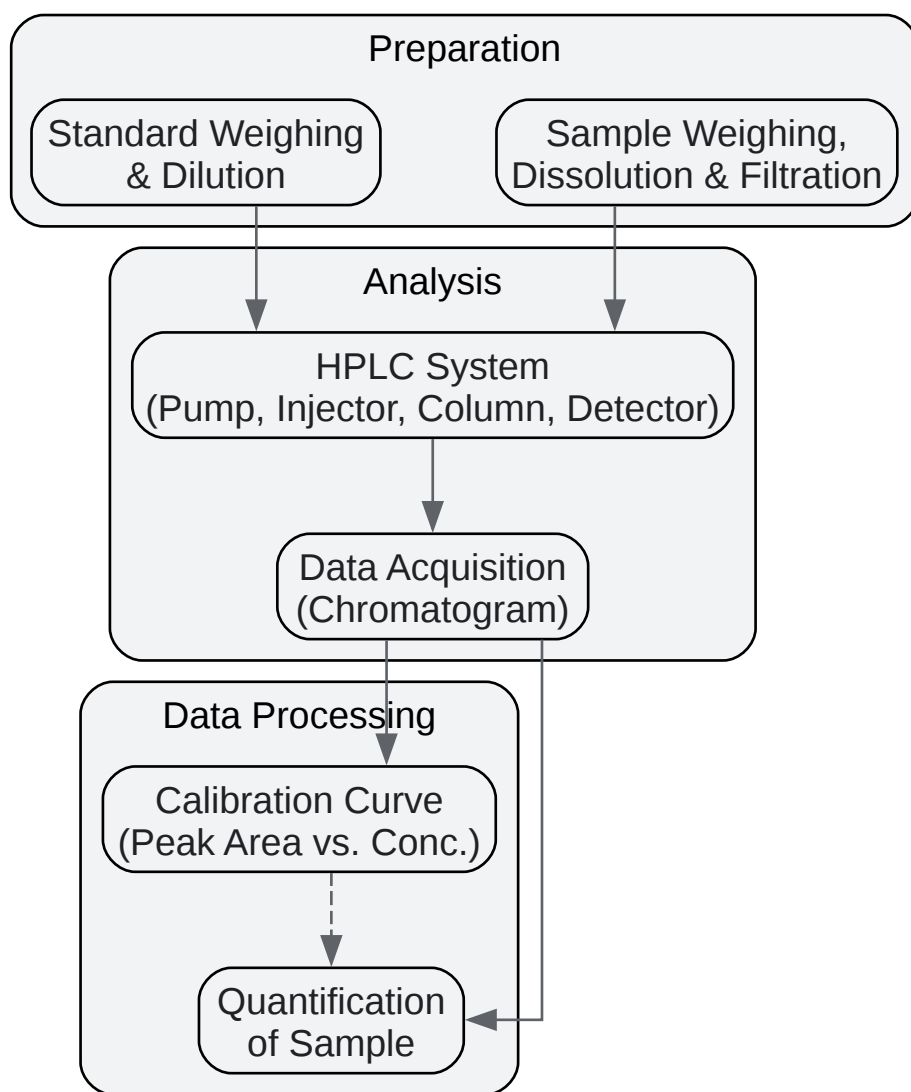 Preparation
Standard Weighing
& Dilution
Sample Weighing,
Dissolution & Filtration
Analysis
HPLC System
(Pump, Injector, Column, Detector)
Data Acquisition
(Chromatogram)
Data Processing
Calibration Curve
(Peak Area vs. Conc.)
Quantification
of Sample